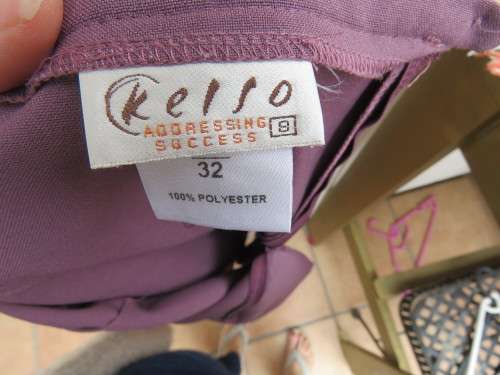 Kelso
ADDRESSING
SUCCESS
8
32
100% POLYESTER